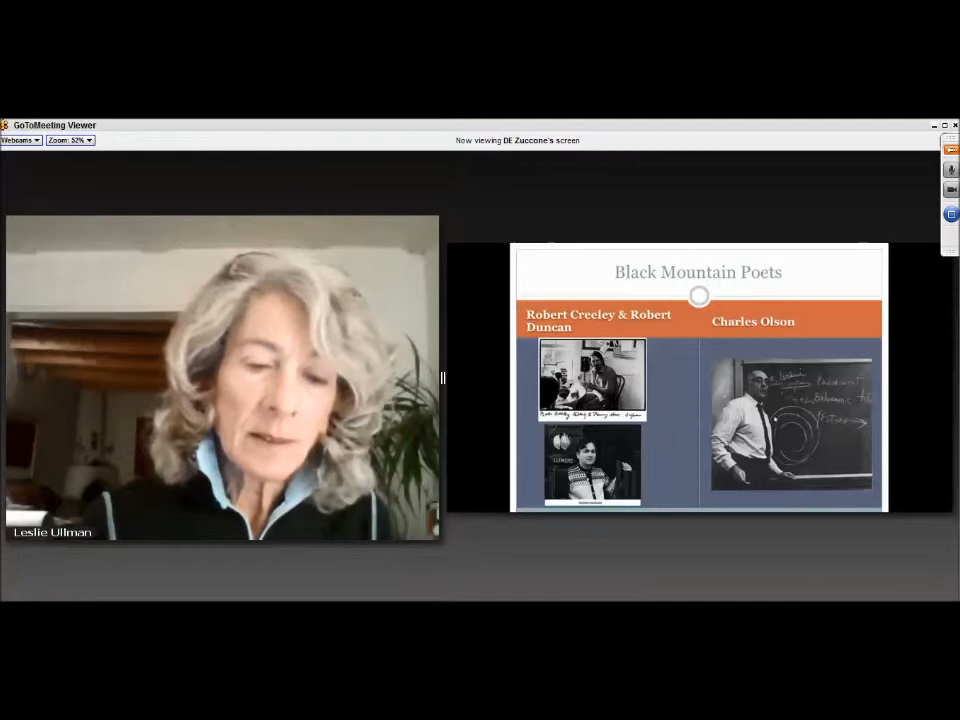 GoToMeeting Viewer
Webcams
Zoom: 52%
Now viewing DE Zuccone's screen
Leslie Ullman
Black Mountain Poets
Robert Creeley & Robert
Duncan
Charles Olson